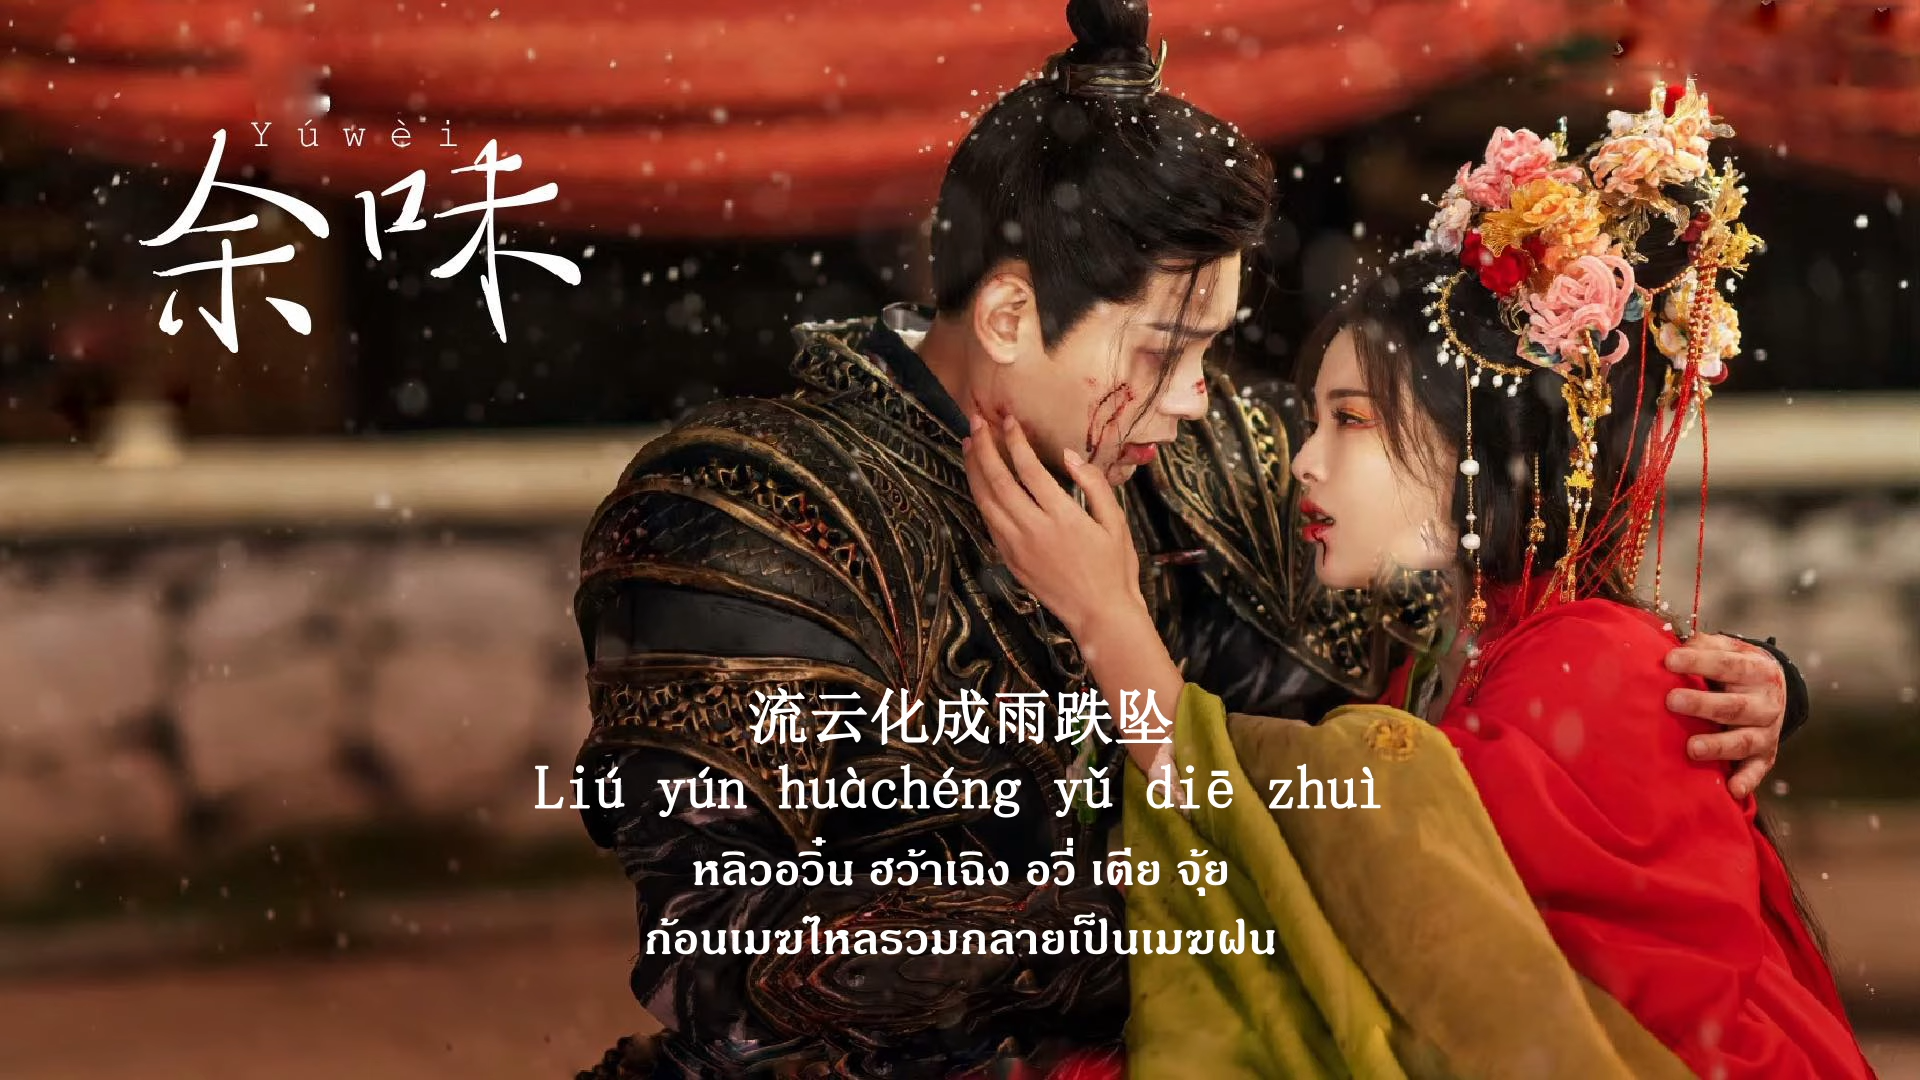 Yúwèi
余味
流云化成雨跌坠
Liú yún huàchéng yǔ diē zhuì
หลิวอวิ๋น ฮว้าเฉิง อวี่ เตีย จุ้ย
ก้อนเมฆไหลรวมกลายเป็นเมฆฝน